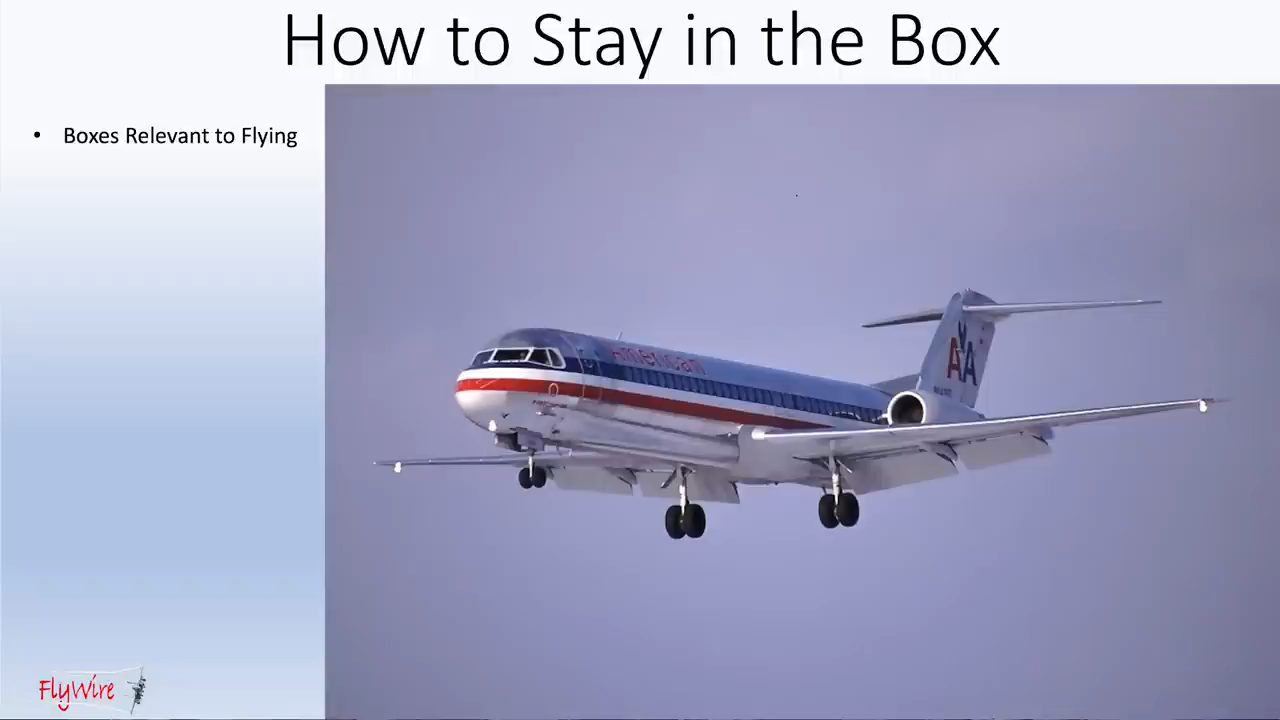 How to Stay in the Box
• Boxes Relevant to Flying
American
AA
FlyWire